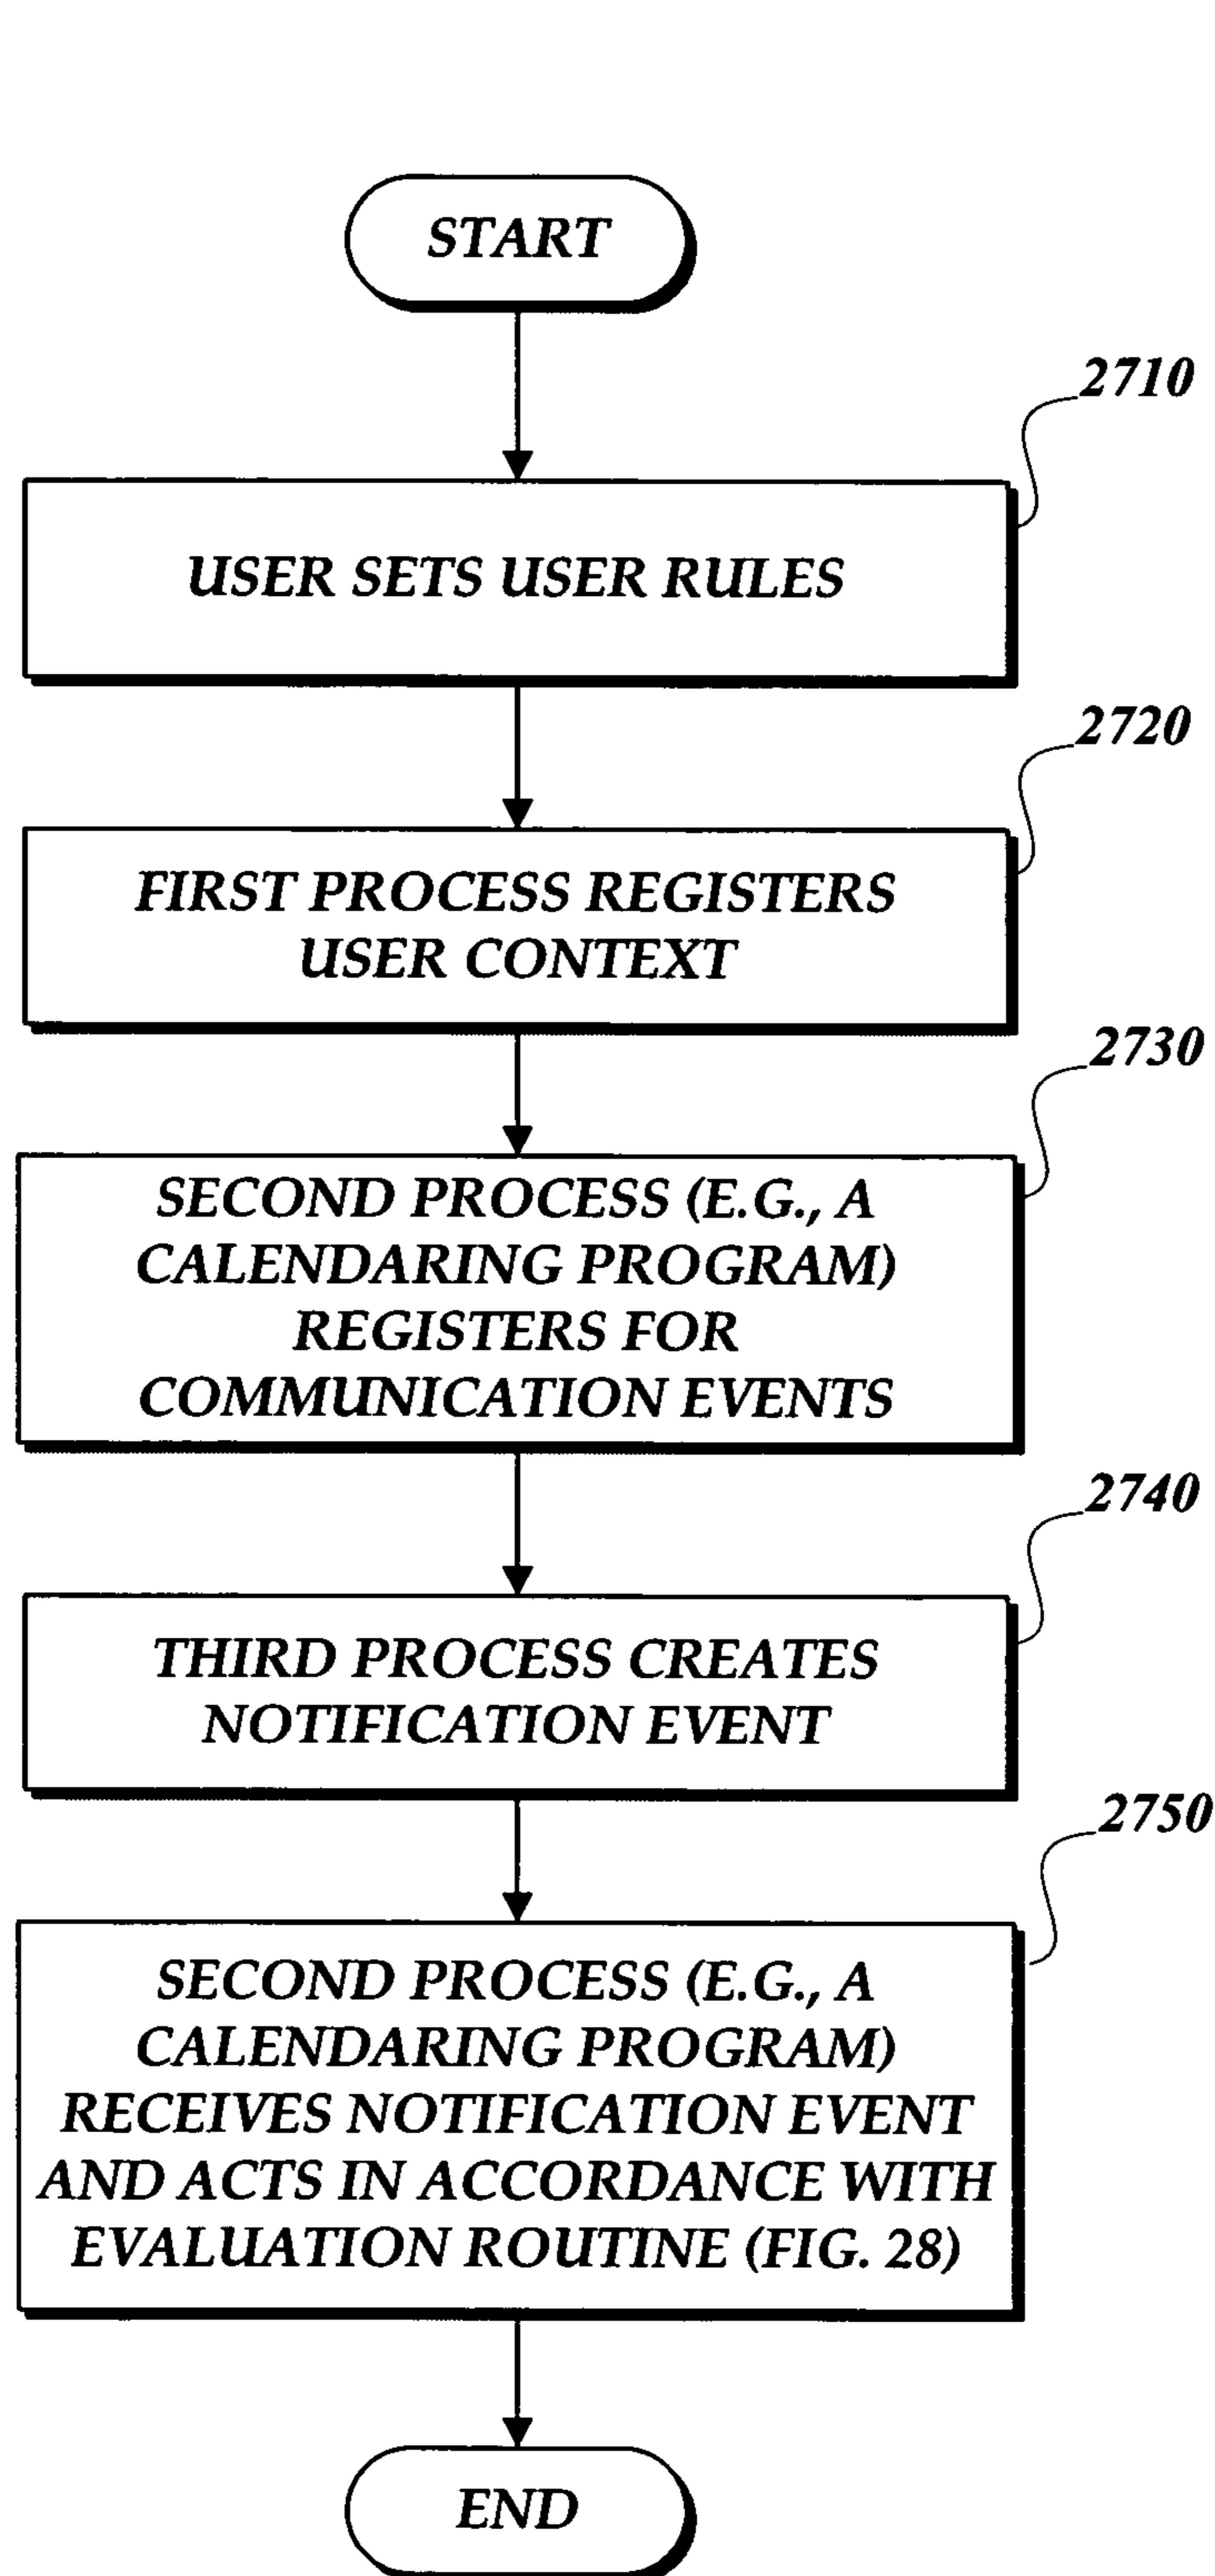 START
2710
USER SETS USER RULES
2720
FIRST PROCESS REGISTERS
USER CONTEXT
2730
SECOND PROCESS (E.G., A
CALENDARING PROGRAM)
REGISTERS FOR
COMMUNICATION EVENTS
2740
THIRD PROCESS CREATES
NOTIFICATION EVENT
2750
SECOND PROCESS (E.G., A
CALENDARING PROGRAM)
RECEIVES NOTIFICATION EVENT
AND ACTS IN ACCORDANCE WITH
EVALUATION ROUTINE (FIG. 28)
END